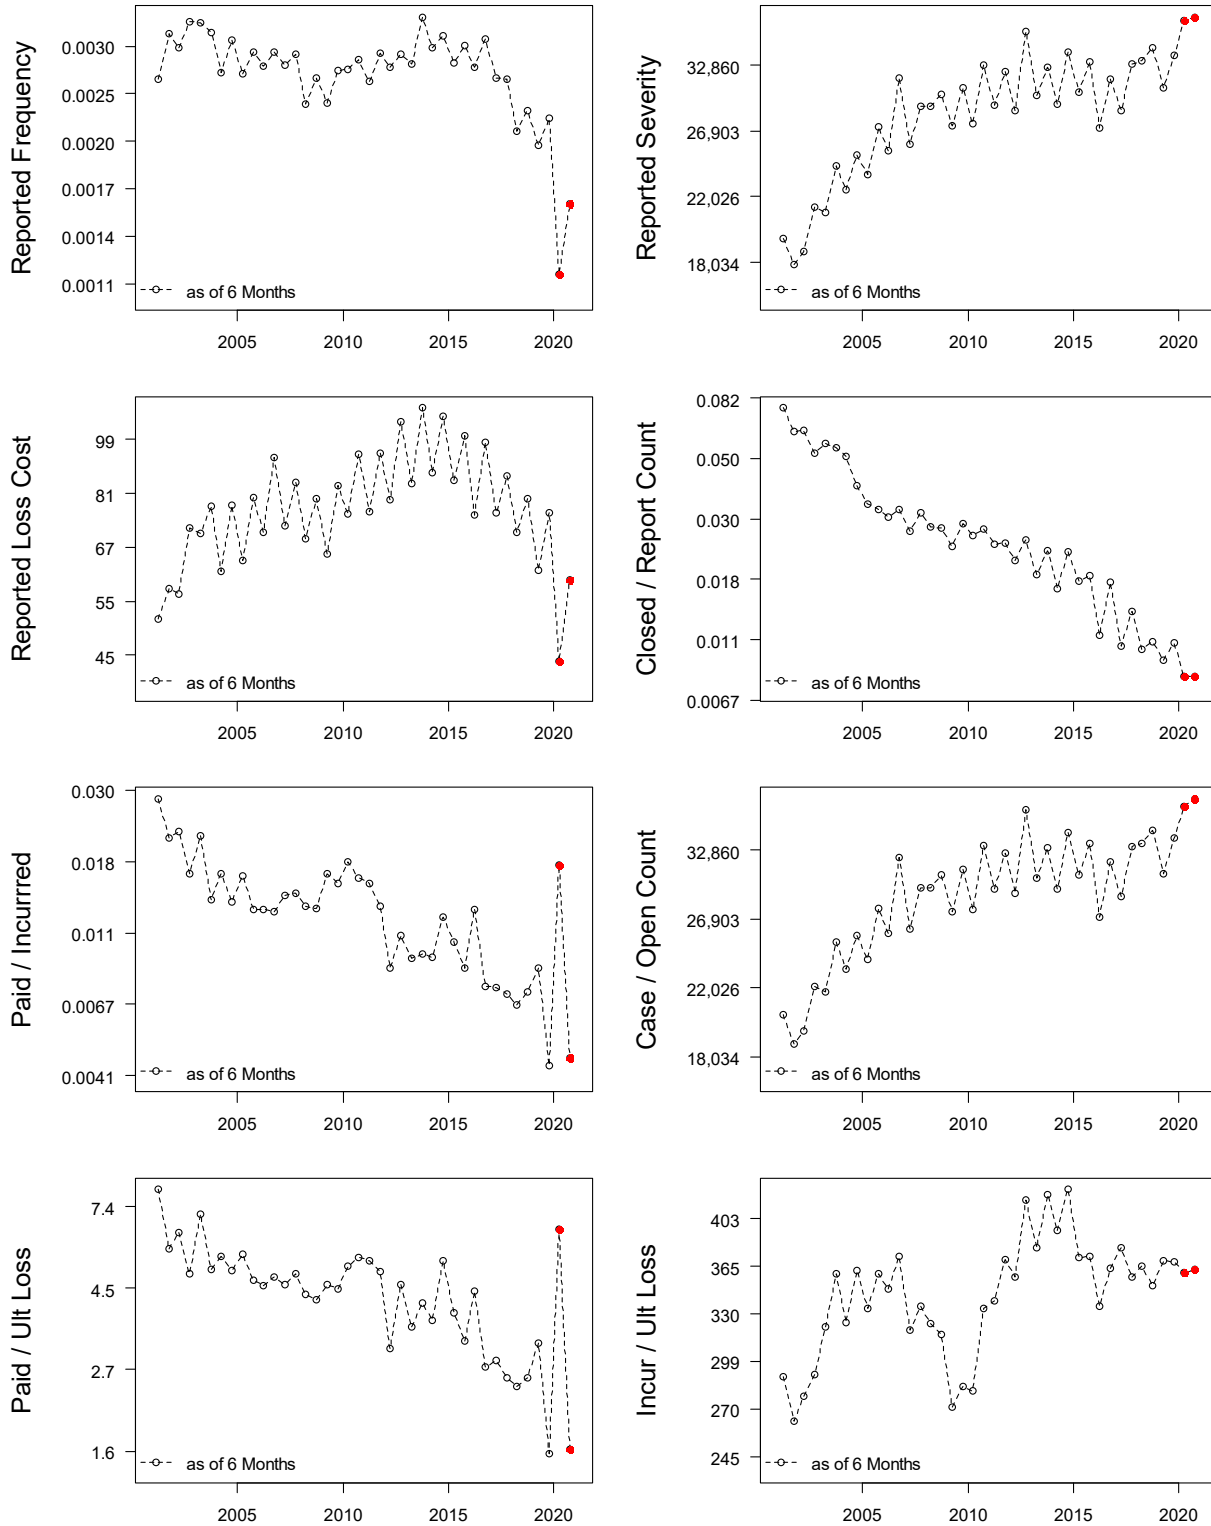 Reported Frequency
0.0030
0.0025
0.0020
0.0017
0.0014
0.0011
as of 6 Months
2005 2010 2015 2020
Reported Severity
32,860
26,903
22,026
18,034
as of 6 Months
2005 2010 2015 2020
Reported Loss Cost
99
81
67
55
45
as of 6 Months
2005 2010 2015 2020
Closed / Report Count
0.082
0.050
0.030
0.018
0.011
0.0067
as of 6 Months
2005 2010 2015 2020
Paid / Incurrred
0.030
0.018
0.011
0.0067
0.0041
as of 6 Months
2005 2010 2015 2020
Case / Open Count
32,860
26,903
22,026
18,034
as of 6 Months
2005 2010 2015 2020
Paid / Ult Loss
7.4
4.5
2.7
1.6
as of 6 Months
2005 2010 2015 2020
Incur / Ult Loss
403
365
330
299
270
245
as of 6 Months
2005 2010 2015 2020